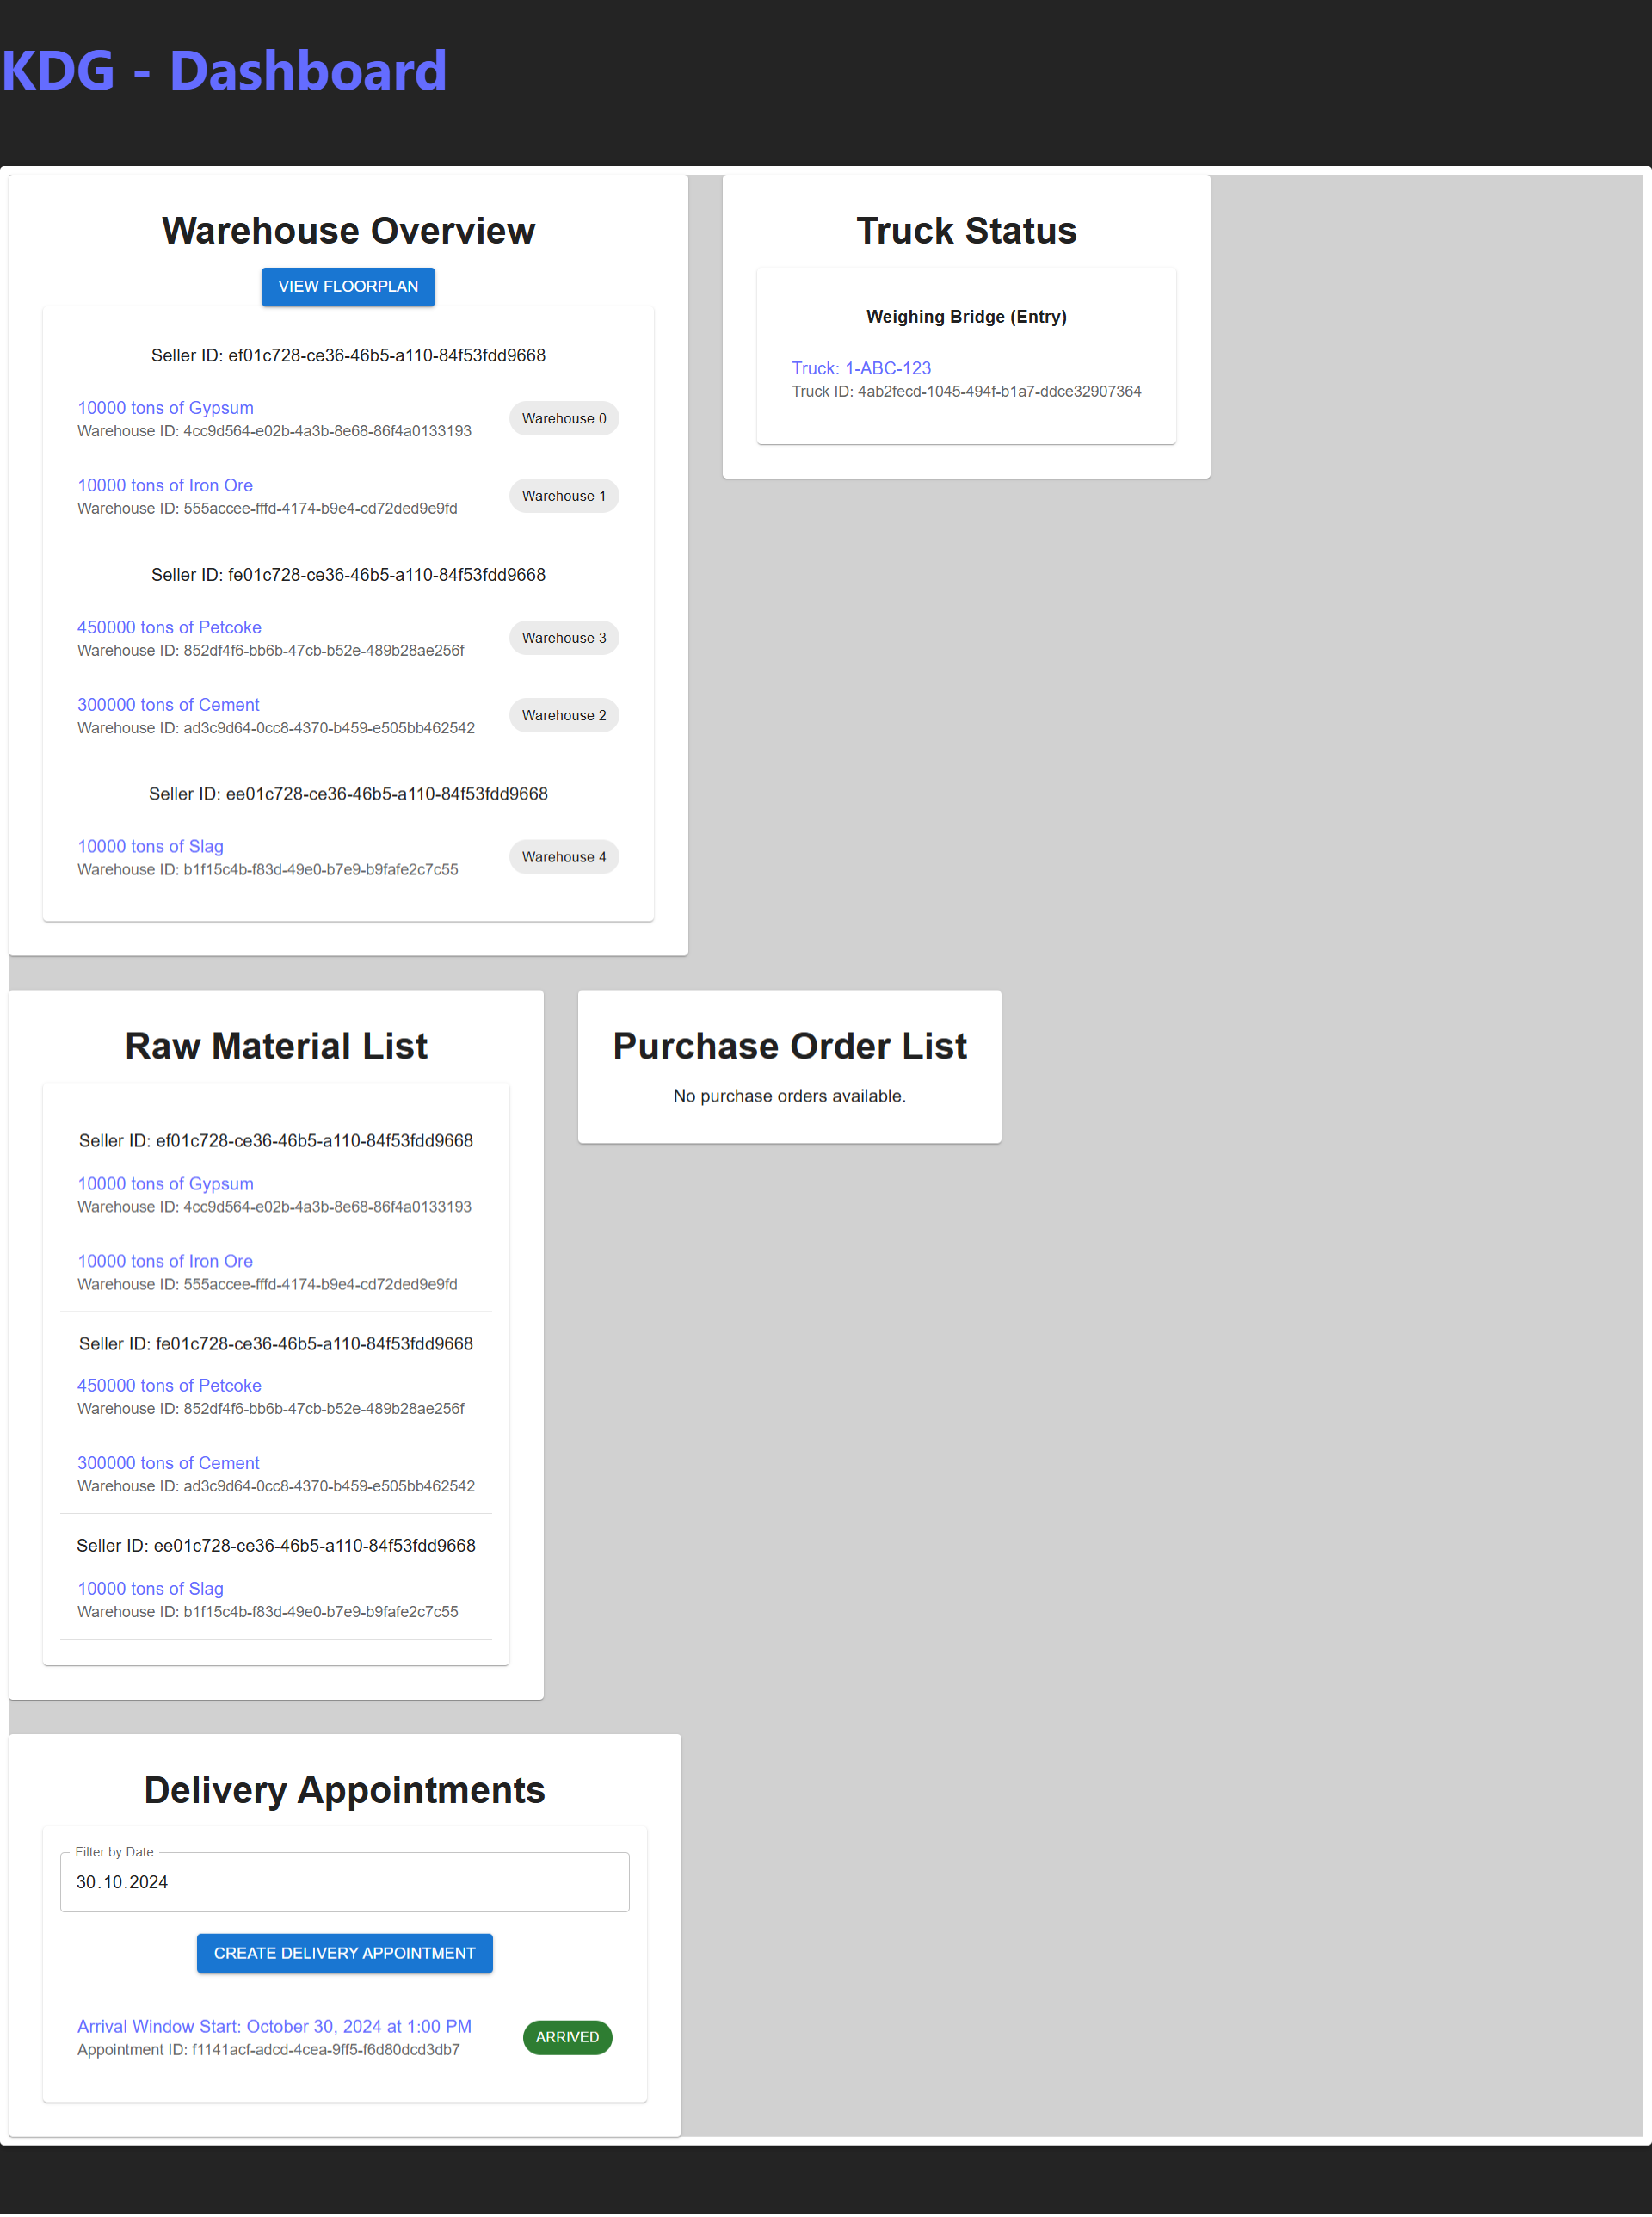 KDG - Dashboard
Warehouse Overview
VIEW FLOORPLAN
Seller ID: ef01c728-ce36-46b5-a110-84f53fdd9668
10000 tons of Gypsum
Warehouse ID: 4cc9d564-e02b-4a3b-8e68-86f4a0133193
Warehouse 0
10000 tons of Iron Ore
Warehouse ID: 555accee-fffd-4174-b9e4-cd72ded9e9fd
Warehouse 1
Seller ID: fe01c728-ce36-46b5-a110-84f53fdd9668
450000 tons of Petcoke
Warehouse ID: 852df4f6-bb6b-47cb-b52e-489b28ae256f
Warehouse 3
300000 tons of Cement
Warehouse ID: ad3c9d64-0cc8-4370-b459-e505bb462542
Warehouse 2
Seller ID: ee01c728-ce36-46b5-a110-84f53fdd9668
10000 tons of Slag
Warehouse ID: b1f15c4b-f83d-49e0-b7e9-b9fafe2c7c55
Warehouse 4
Truck Status
Weighing Bridge (Entry)
Truck: 1-ABC-123
Truck ID: 4ab2fecd-1045-494f-b1a7-ddce32907364
Raw Material List
Seller ID: ef01c728-ce36-46b5-a110-84f53fdd9668
10000 tons of Gypsum
Warehouse ID: 4cc9d564-e02b-4a3b-8e68-86f4a0133193
10000 tons of Iron Ore
Warehouse ID: 555accee-fffd-4174-b9e4-cd72ded9e9fd
Seller ID: fe01c728-ce36-46b5-a110-84f53fdd9668
450000 tons of Petcoke
Warehouse ID: 852df4f6-bb6b-47cb-b52e-489b28ae256f
300000 tons of Cement
Warehouse ID: ad3c9d64-0cc8-4370-b459-e505bb462542
Seller ID: ee01c728-ce36-46b5-a110-84f53fdd9668
10000 tons of Slag
Warehouse ID: b1f15c4b-f83d-49e0-b7e9-b9fafe2c7c55
Purchase Order List
No purchase orders available.
Delivery Appointments
Filter by Date
30.10.2024
CREATE DELIVERY APPOINTMENT
Arrival Window Start: October 30, 2024 at 1:00 PM
Appointment ID: f1141acf-adcd-4cea-9ff5-f6d80dcd3db7
ARRIVED